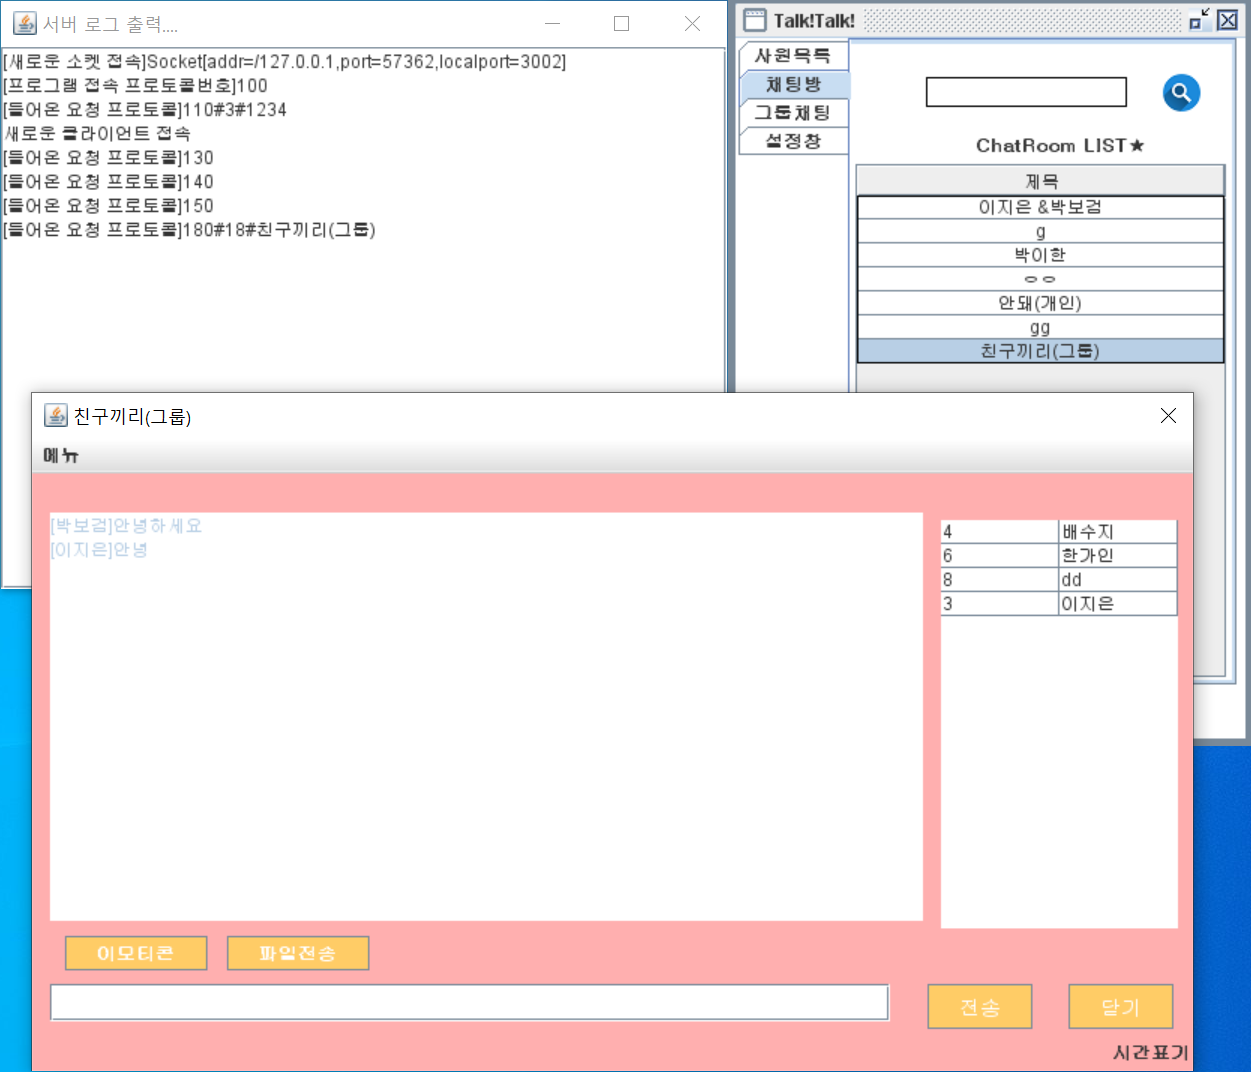 서버 로그 출력....
[새로운 소켓 접속]Socket[addr=/127.0.0.1,port=57362,localport=3002]
[프로그램 접속 프로토콜번호]100
[들어온 요청 프로토콜]110#3#1234
새로운 클라이언트 접속
[들어온 요청 프로토콜]130
[들어온 요청 프로토콜]140
[들어온 요청 프로토콜]150
[들어온 요청 프로토콜]180#18#친구끼리(그룹)
Talk!Talk!
사원목록
채팅방
그룹채팅
설정창
ChatRoom LIST★
제목
이지은 &박보검
g
박이한
ㅇㅇ
안돼(개인)
gg
친구끼리(그룹)
친구끼리(그룹)
메뉴
[박보검]안녕하세요
[이지은]안녕
4 배수지
6 한가인
8 dd
3 이지은
이모티콘 파일전송
전송 닫기
시간표기